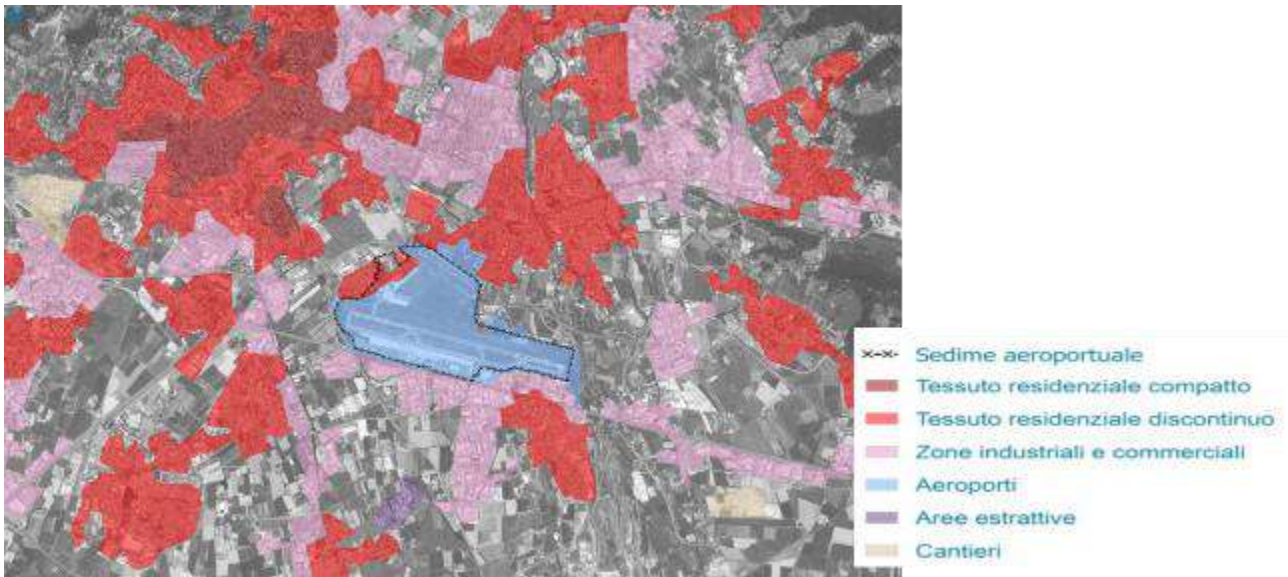 Sedime aeroportuale
Tessuto residenziale compatto
Tessuto residenziale discontinuo
Zone industriali e commerciali
Aeroporti
Aree estrattive
Cantieri